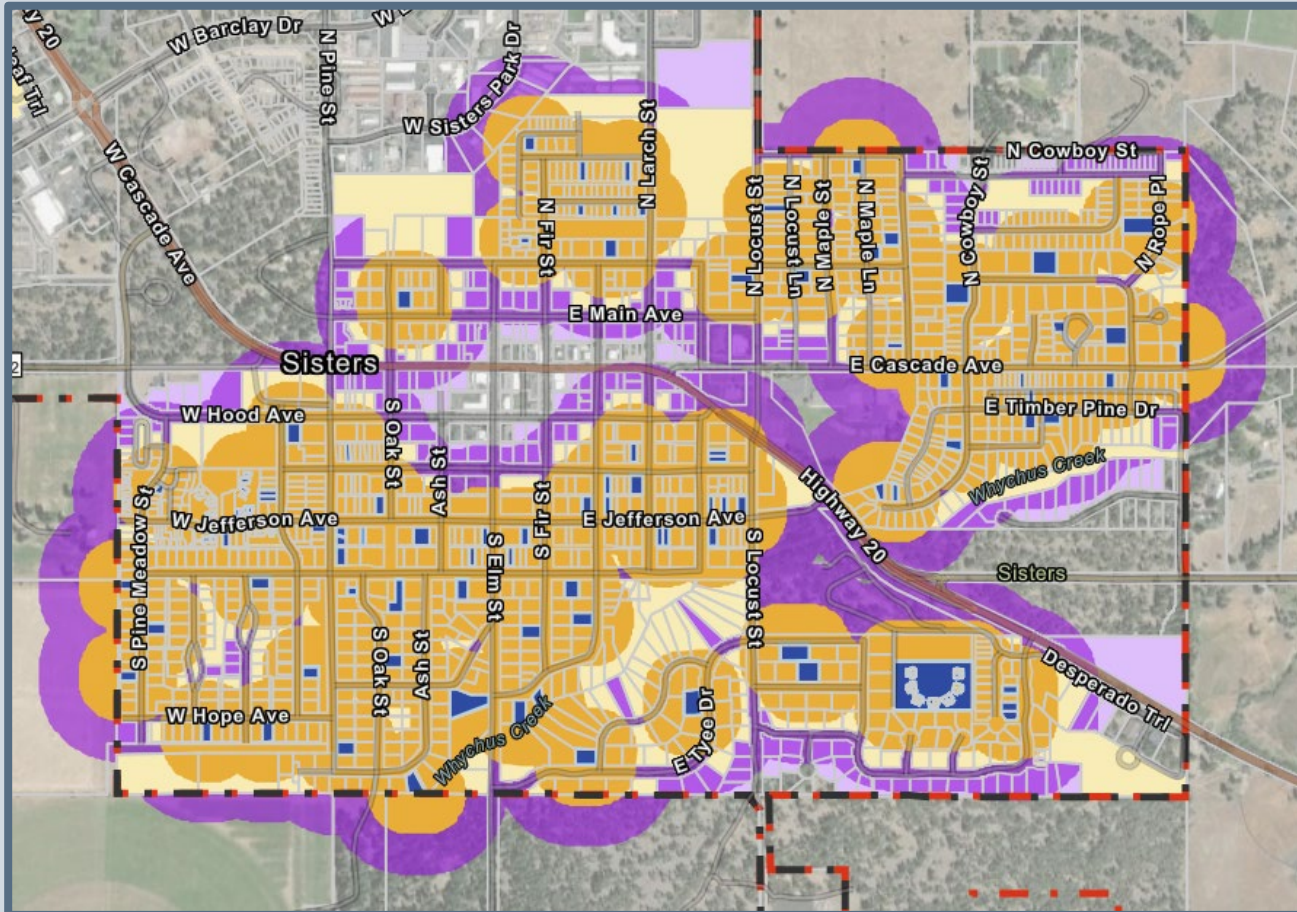 y 20
W Barclay Dr
N Pine St
W Sisters Park Dr
N Larch St
W Cascade Ave
N Cowboy St
N Fir St
N Locust St
N Locust Ln
N Maple St
N Maple Ln
N Cowboy St
N Rope Pl
E Main Ave
Sisters
E Cascade Ave
W Hood Ave
E Timber Pine Dr
S Oak St
Ash St
Whychus Creek
W Jefferson Ave
S Fir St
E Jefferson Ave
Highway 20
S Pine Meadow St
S Elm St
S Locust St
Sisters
S Oak St
Ash St
W Hope Ave
Whychus Creek
E Tyee Dr
Desperado Trl